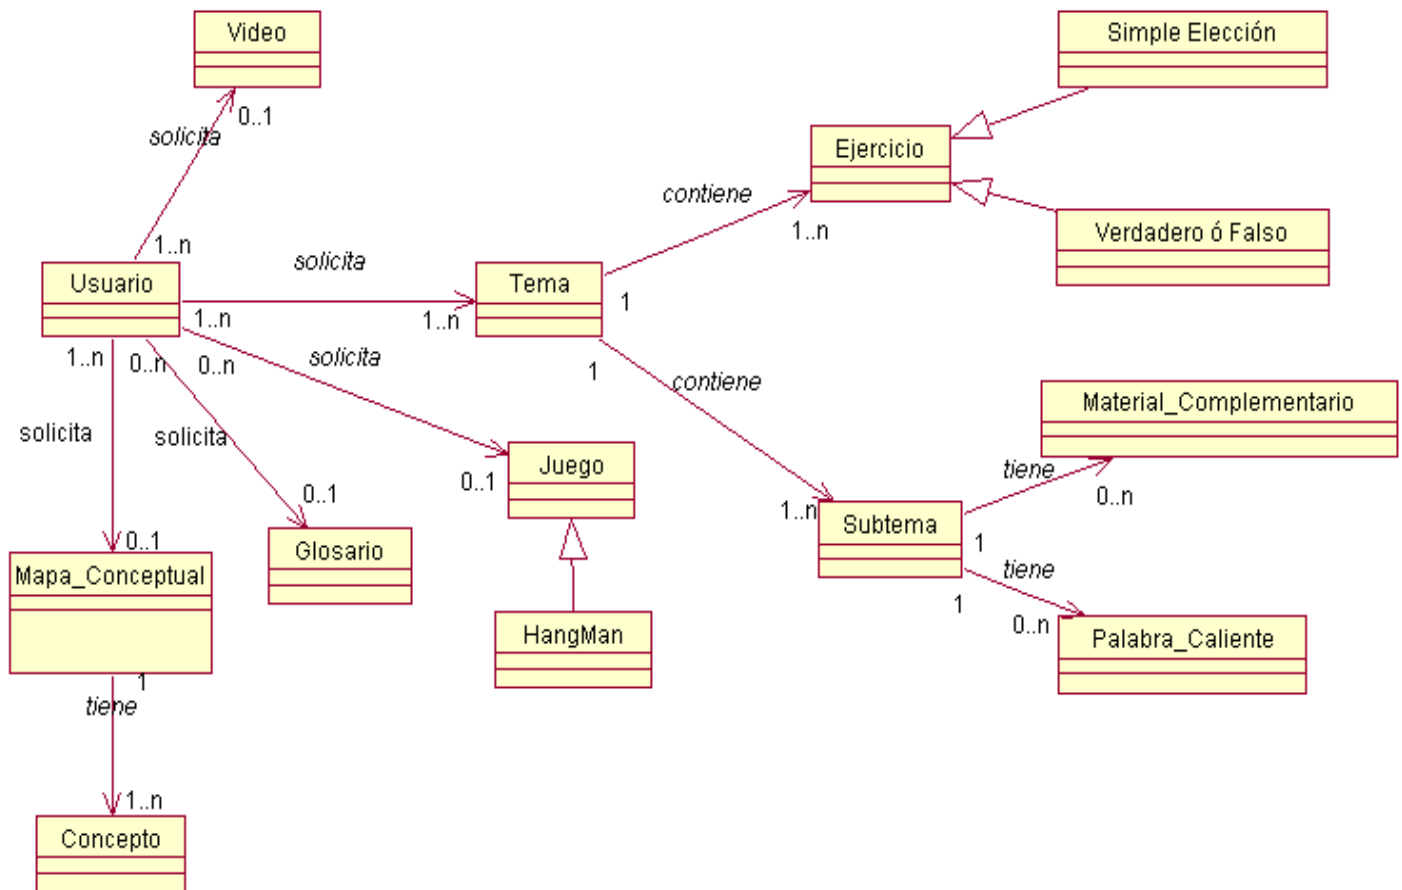 Video
Simple Elección
0..1
solicita
Ejercicio
contiene
1..n
Verdadero ó Falso
1..n
solicita
Usuario
Tema
1
1..n
1..n
1..n
0..n
0..n
solicita
1
contiene
Material_Complementario
solicita
solicita
Juego
0..1
tiene
0..n
0..1
1..n
Subtema
0..1
Glosario
1
Mapa_Conceptual
tiene
1
0..n
HangMan
Palabra_Caliente
1
tiene
1..n
Concepto